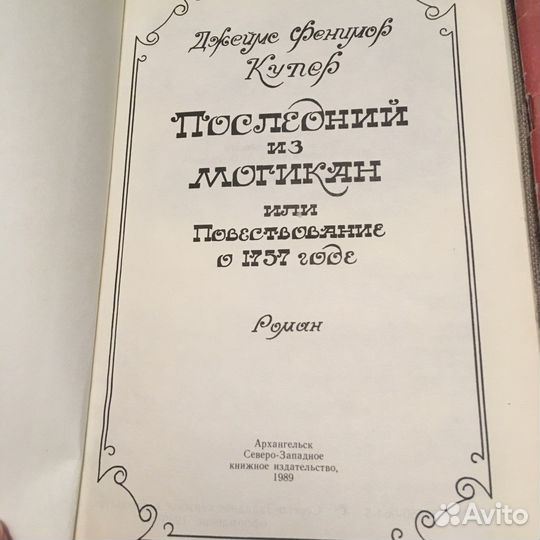 Джеймс Фенимор
Купер
Последний
из
могикан
или
Повествование
о 1757 годе
Роман
Архангельск
Северо-Западное
книжное издательство,
1989
Avito